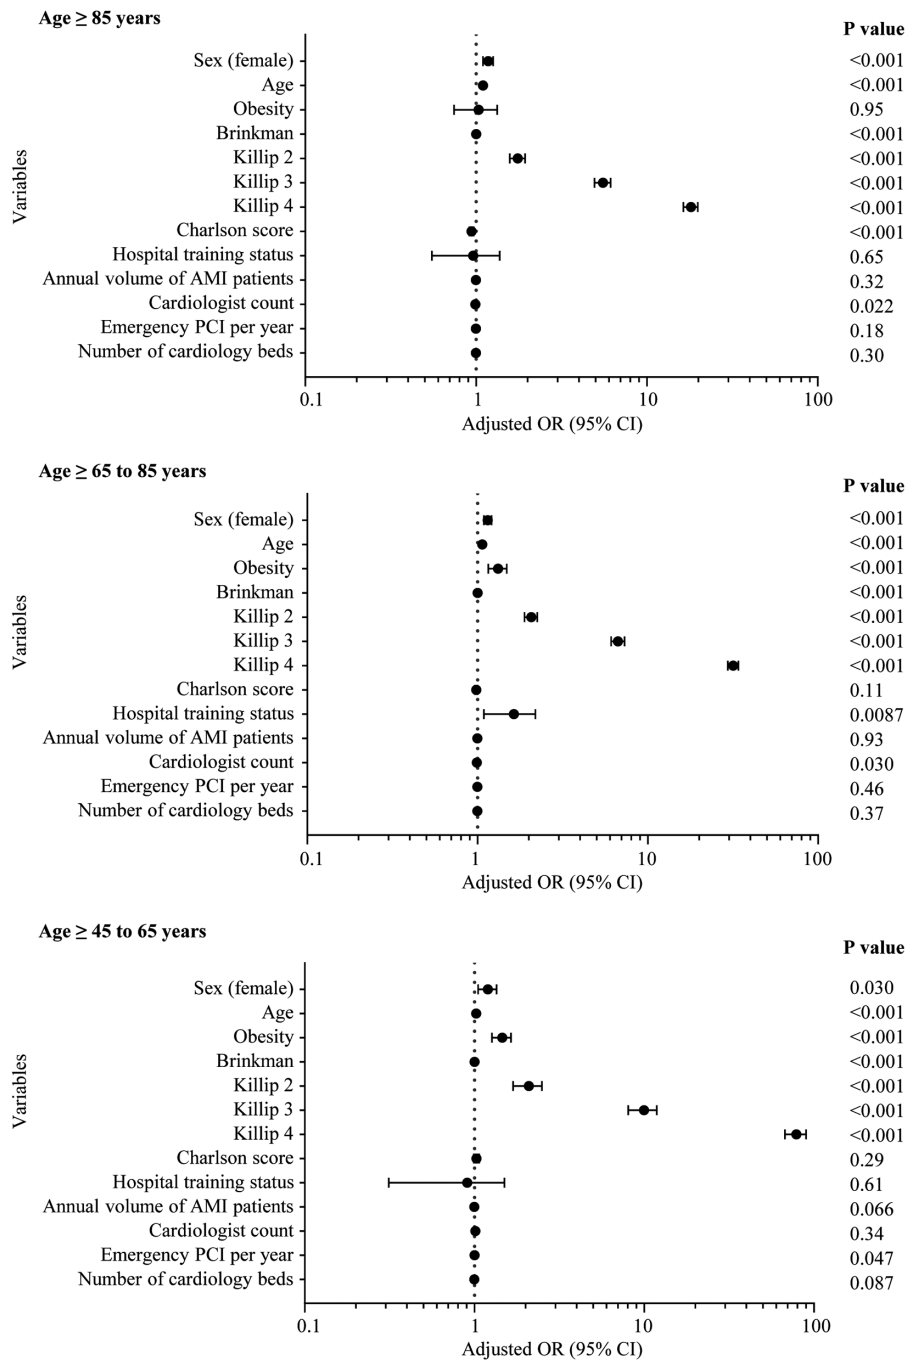 Age ≥ 85 years
P value
Sex (female) <0.001
Age <0.001
Obesity 0.95
Brinkman <0.001
Killip 2 <0.001
Killip 3 <0.001
Killip 4 <0.001
Charlson score <0.001
Hospital training status 0.65
Annual volume of AMI patients 0.32
Cardiologist count 0.022
Emergency PCI per year 0.18
Number of cardiology beds 0.30
Variables
0.1 1 10 100
Adjusted OR (95% CI)
Age ≥ 65 to 85 years
P value
Sex (female) <0.001
Age <0.001
Obesity <0.001
Brinkman <0.001
Killip 2 <0.001
Killip 3 <0.001
Killip 4 <0.001
Charlson score 0.11
Hospital training status 0.0087
Annual volume of AMI patients 0.93
Cardiologist count 0.030
Emergency PCI per year 0.46
Number of cardiology beds 0.37
Variables
0.1 1 10 100
Adjusted OR (95% CI)
Age ≥ 45 to 65 years
P value
Sex (female) 0.030
Age <0.001
Obesity <0.001
Brinkman <0.001
Killip 2 <0.001
Killip 3 <0.001
Killip 4 <0.001
Charlson score 0.29
Hospital training status 0.61
Annual volume of AMI patients 0.066
Cardiologist count 0.34
Emergency PCI per year 0.047
Number of cardiology beds 0.087
Variables
0.1 1 10 100
Adjusted OR (95% CI)